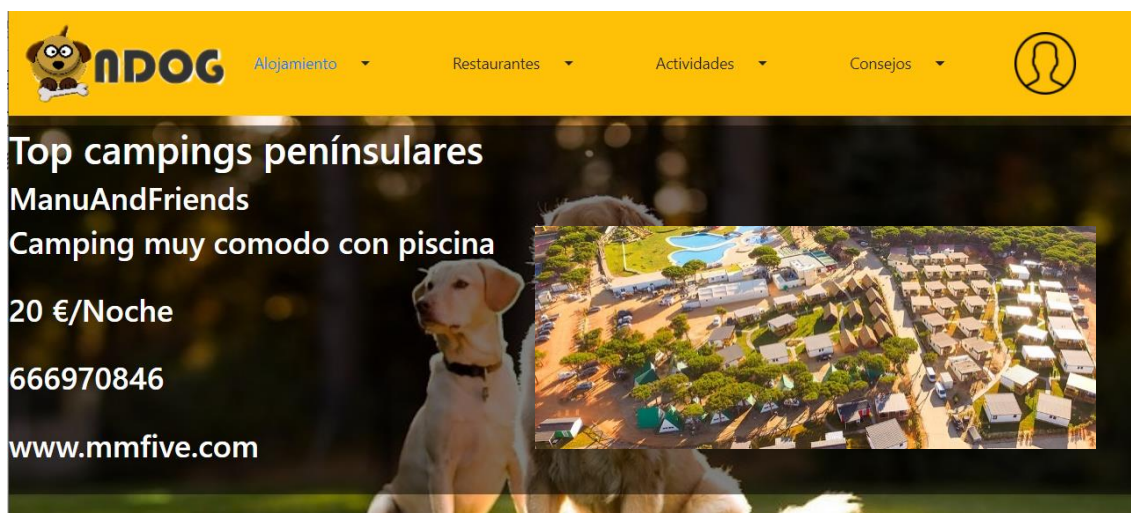 NDOG
Alojamiento
Restaurantes
Actividades
Consejos
Top campings penínsulares
ManuAndFriends
Camping muy comodo con piscina
20 €/Noche
666970846
www.mmfive.com